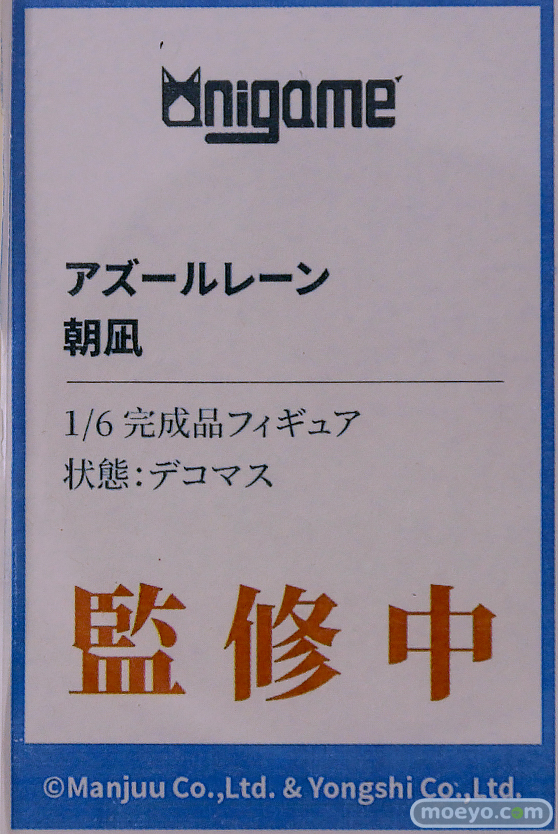 Onigame
アズールレーン
朝凪
1/6 完成品フィギュア
状態：デコマス
監修中
©Manjuu Co.,Ltd. & Yongshi Co.,Ltd.
moeyo.com